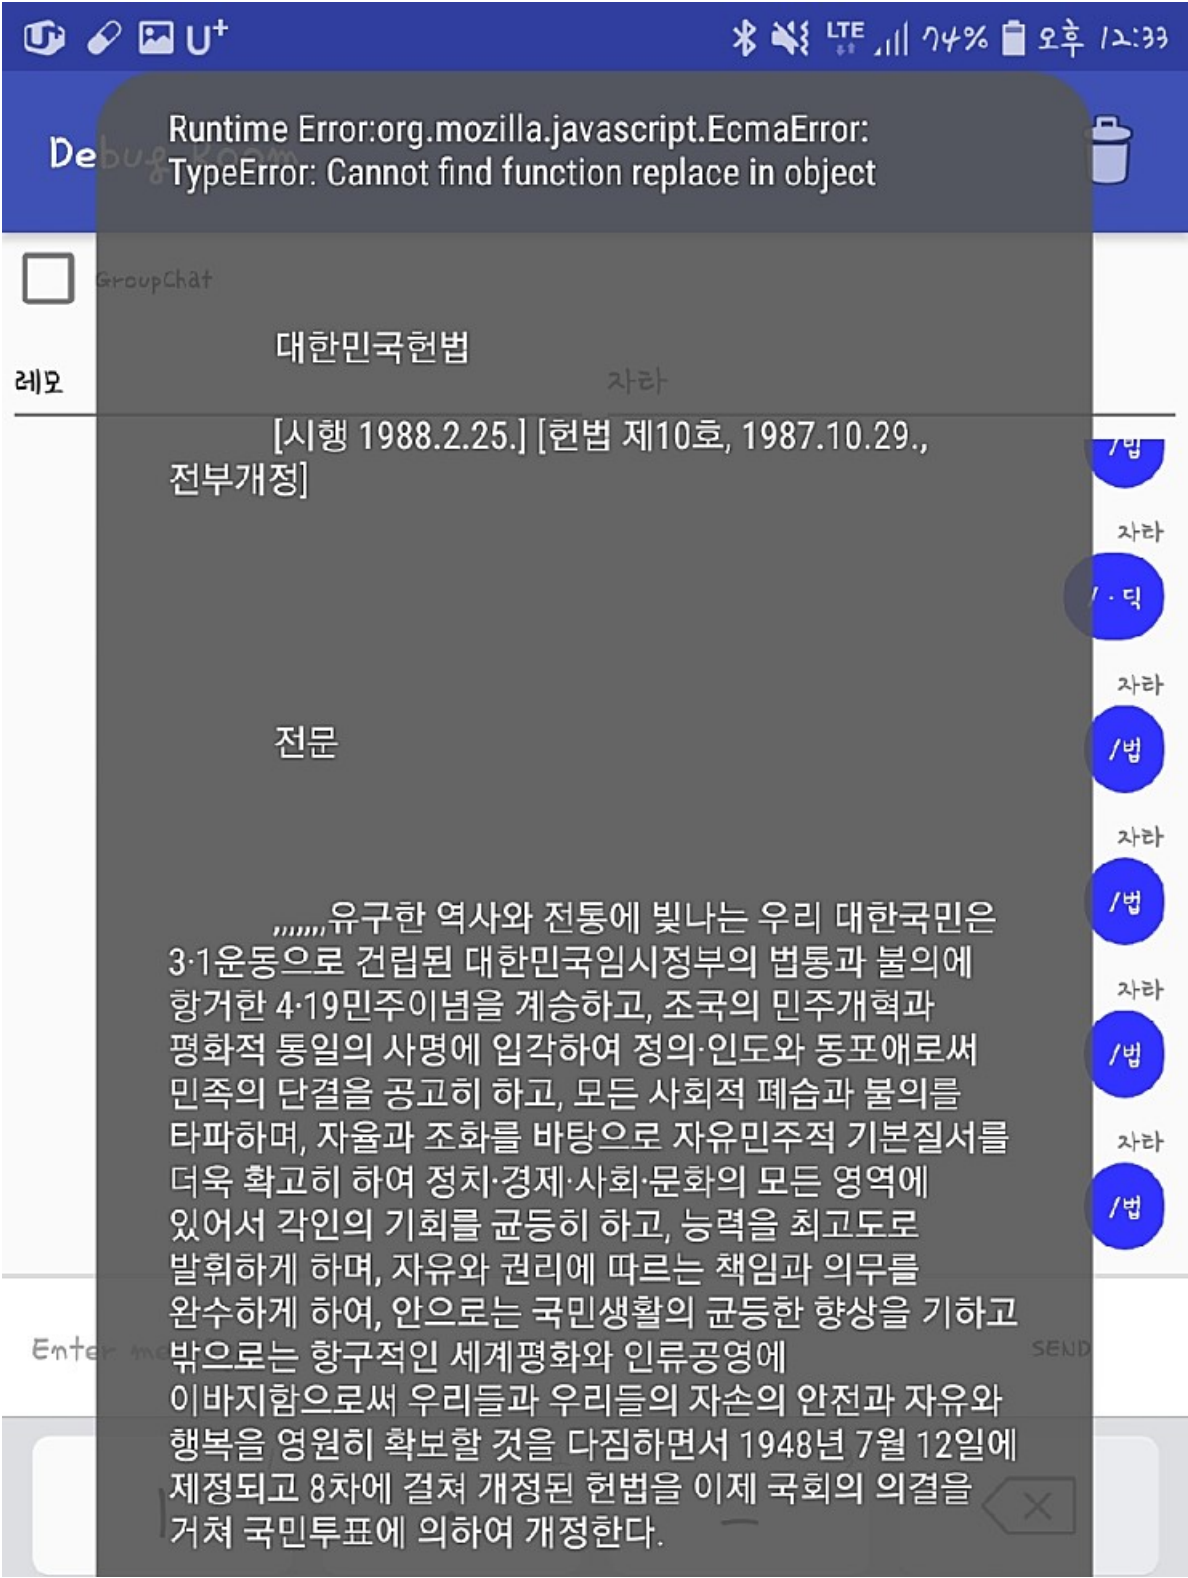 U+
LTE
74%
오후 12:33
Debug Room
Runtime Error:org.mozilla.javascript.EcmaError:
TypeError: Cannot find function replace in object
GroupChat
대한민국헌법
레모
자타
[시행 1988.2.25.] [헌법 제10호, 1987.10.29.,
전부개정]
/법
자타
/·딕
자타
전문
/법
자타
/법
,,,,,,유구한 역사와 전통에 빛나는 우리 대한국민은
3·1운동으로 건립된 대한민국임시정부의 법통과 불의에
항거한 4·19민주이념을 계승하고, 조국의 민주개혁과
자타
평화적 통일의 사명에 입각하여 정의·인도와 동포애로써
/법
민족의 단결을 공고히 하고, 모든 사회적 폐습과 불의를
타파하며, 자율과 조화를 바탕으로 자유민주적 기본질서를
자타
더욱 확고히 하여 정치·경제·사회·문화의 모든 영역에
/법
있어서 각인의 기회를 균등히 하고, 능력을 최고도로
발휘하게 하며, 자유와 권리에 따르는 책임과 의무를
완수하게 하여, 안으로는 국민생활의 균등한 향상을 기하고
Enter me
SEND
밖으로는 항구적인 세계평화와 인류공영에
이바지함으로써 우리들과 우리들의 자손의 안전과 자유와
행복을 영원히 확보할 것을 다짐하면서 1948년 7월 12일에
제정되고 8차에 걸쳐 개정된 헌법을 이제 국회의 의결을
거쳐 국민투표에 의하여 개정한다.